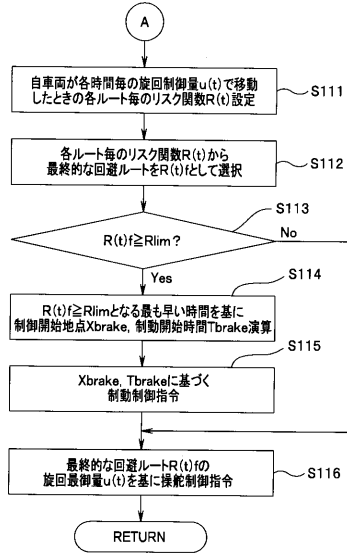 A
自車両が各時間毎の旋回制御量u(t)で移動
したときの各ルート毎のリスク関数R(t)設定
S111
各ルート毎のリスク関数R(t)から
最終的な回避ルートをR(t)fとして選択
S112
S113
R(t)f≧Rlim?
No
Yes
S114
R(t)f≧Rlimとなる最も早い時間を基に
制御開始地点Xbrake, 制動開始時間Tbrake演算
S115
Xbrake, Tbrakeに基づく
制動制御指令
最終的な回避ルートR(t)fの
旋回最御量u(t)を基に操舵制御指令
S116
RETURN